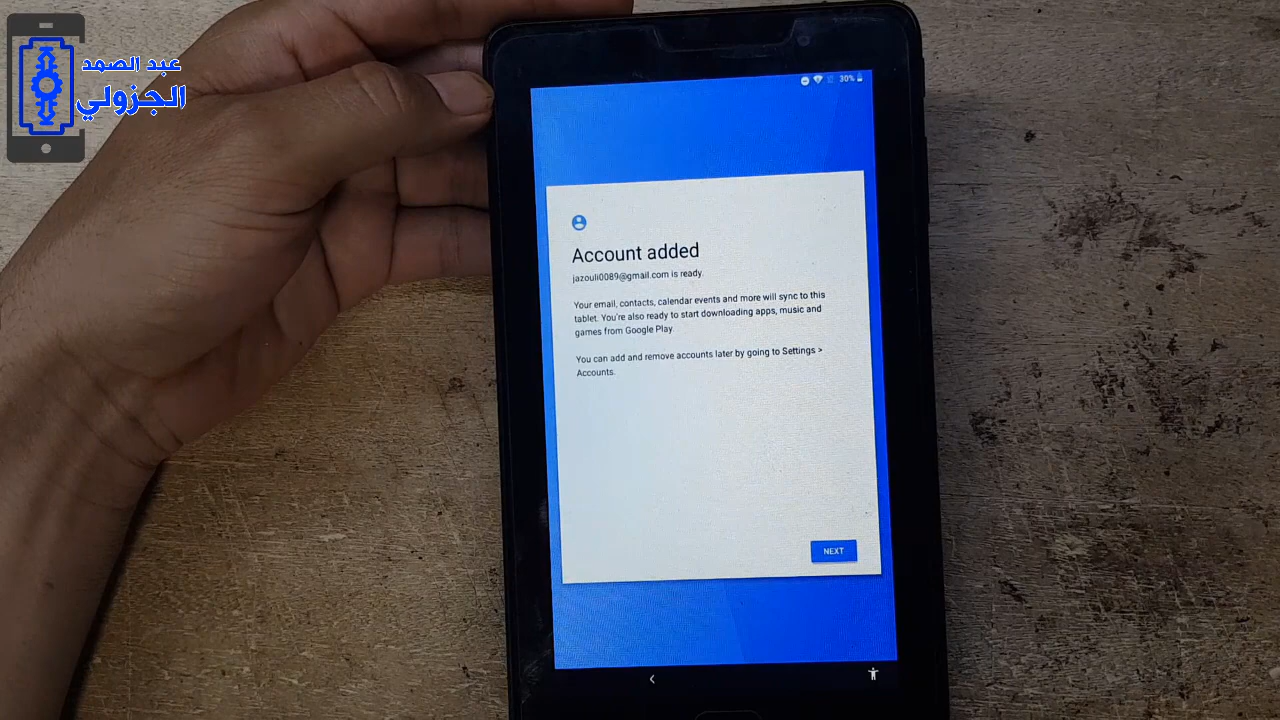 عبد الصمد
الجزولي
30%
Account added
jazouli0089@gmail.com is ready.
Your email, contacts, calendar events and more will sync to this
tablet. You're also ready to start downloading apps, music and
games from Google Play.
You can add and remove accounts later by going to Settings >
Accounts.
NEXT